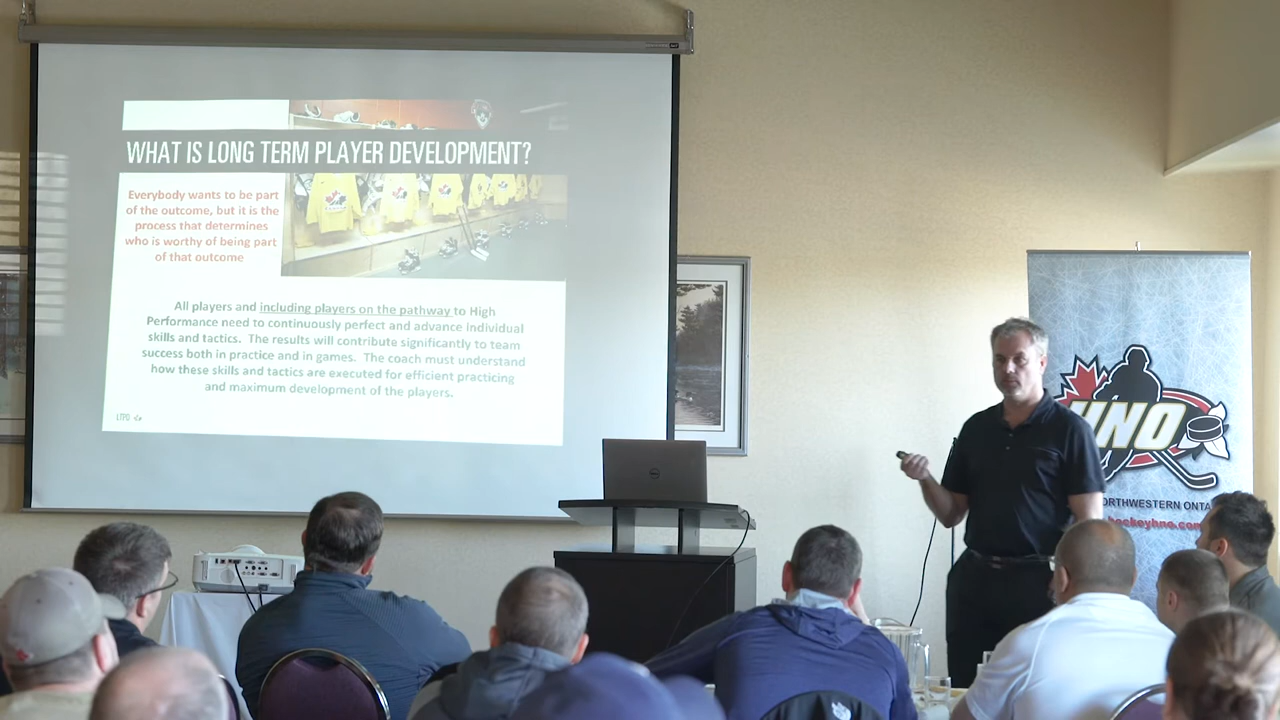 WHAT IS LONG TERM PLAYER DEVELOPMENT?
Everybody wants to be part
of the outcome, but it is the
process that determines
who is worthy of being part
of that outcome
All players and including players on the pathway to High
Performance need to continuously perfect and advance individual
skills and tactics. The results will contribute significantly to team
success both in practice and in games. The coach must understand
how these skills and tactics are executed for efficient practicing
and maximum development of the players.
LTPD
HNO
ORTHWESTERN ONTA
hockeyhno.com